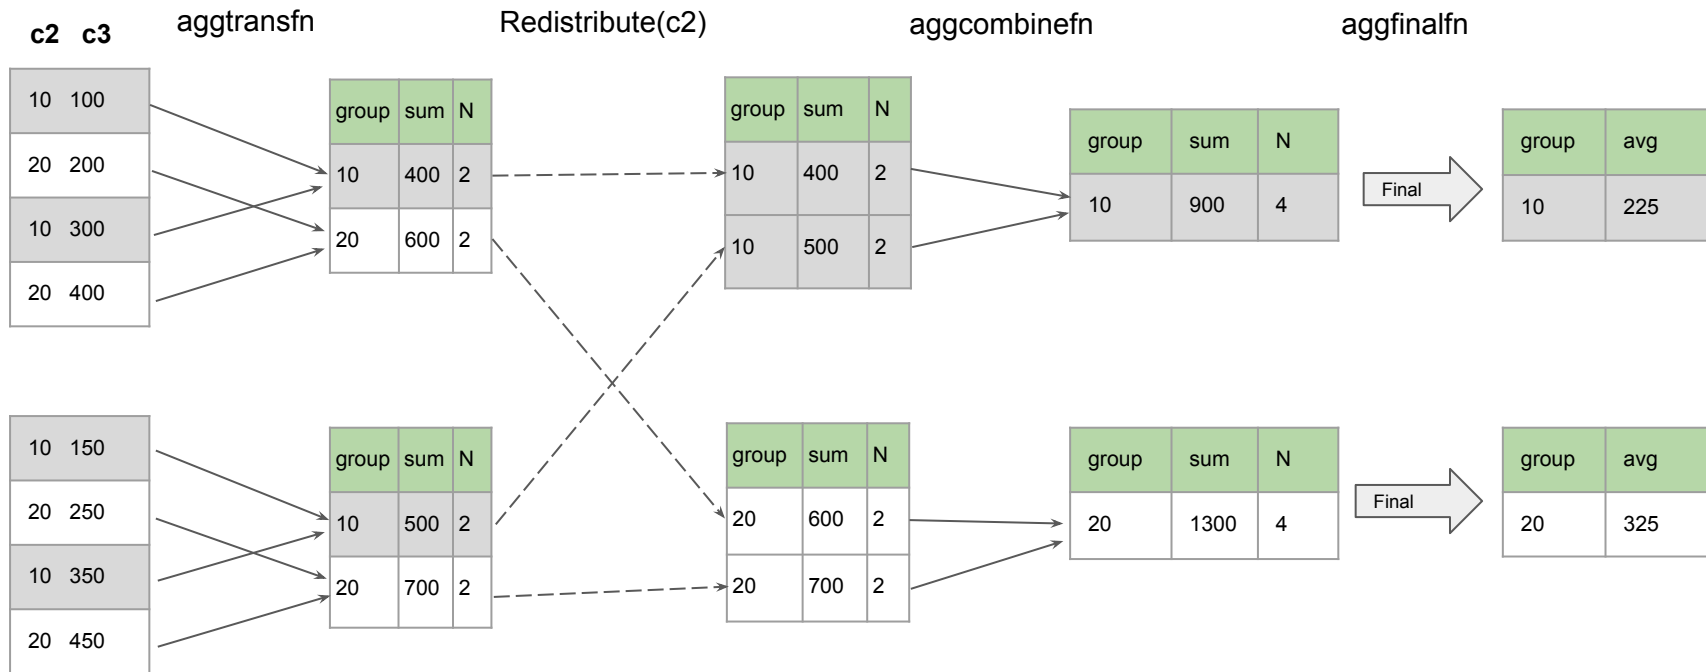 aggtransfn Redistribute(c2) aggcombinefn aggfinalfn
c2 c3
10 100
20 200
10 300
20 400
group sum N
10 400 2
20 600 2
group sum N
10 400 2
10 500 2
group sum N
10 900 4
Final
group avg
10 225
10 150
20 250
10 350
20 450
group sum N
10 500 2
20 700 2
group sum N
20 600 2
20 700 2
group sum N
20 1300 4
Final
group avg
20 325